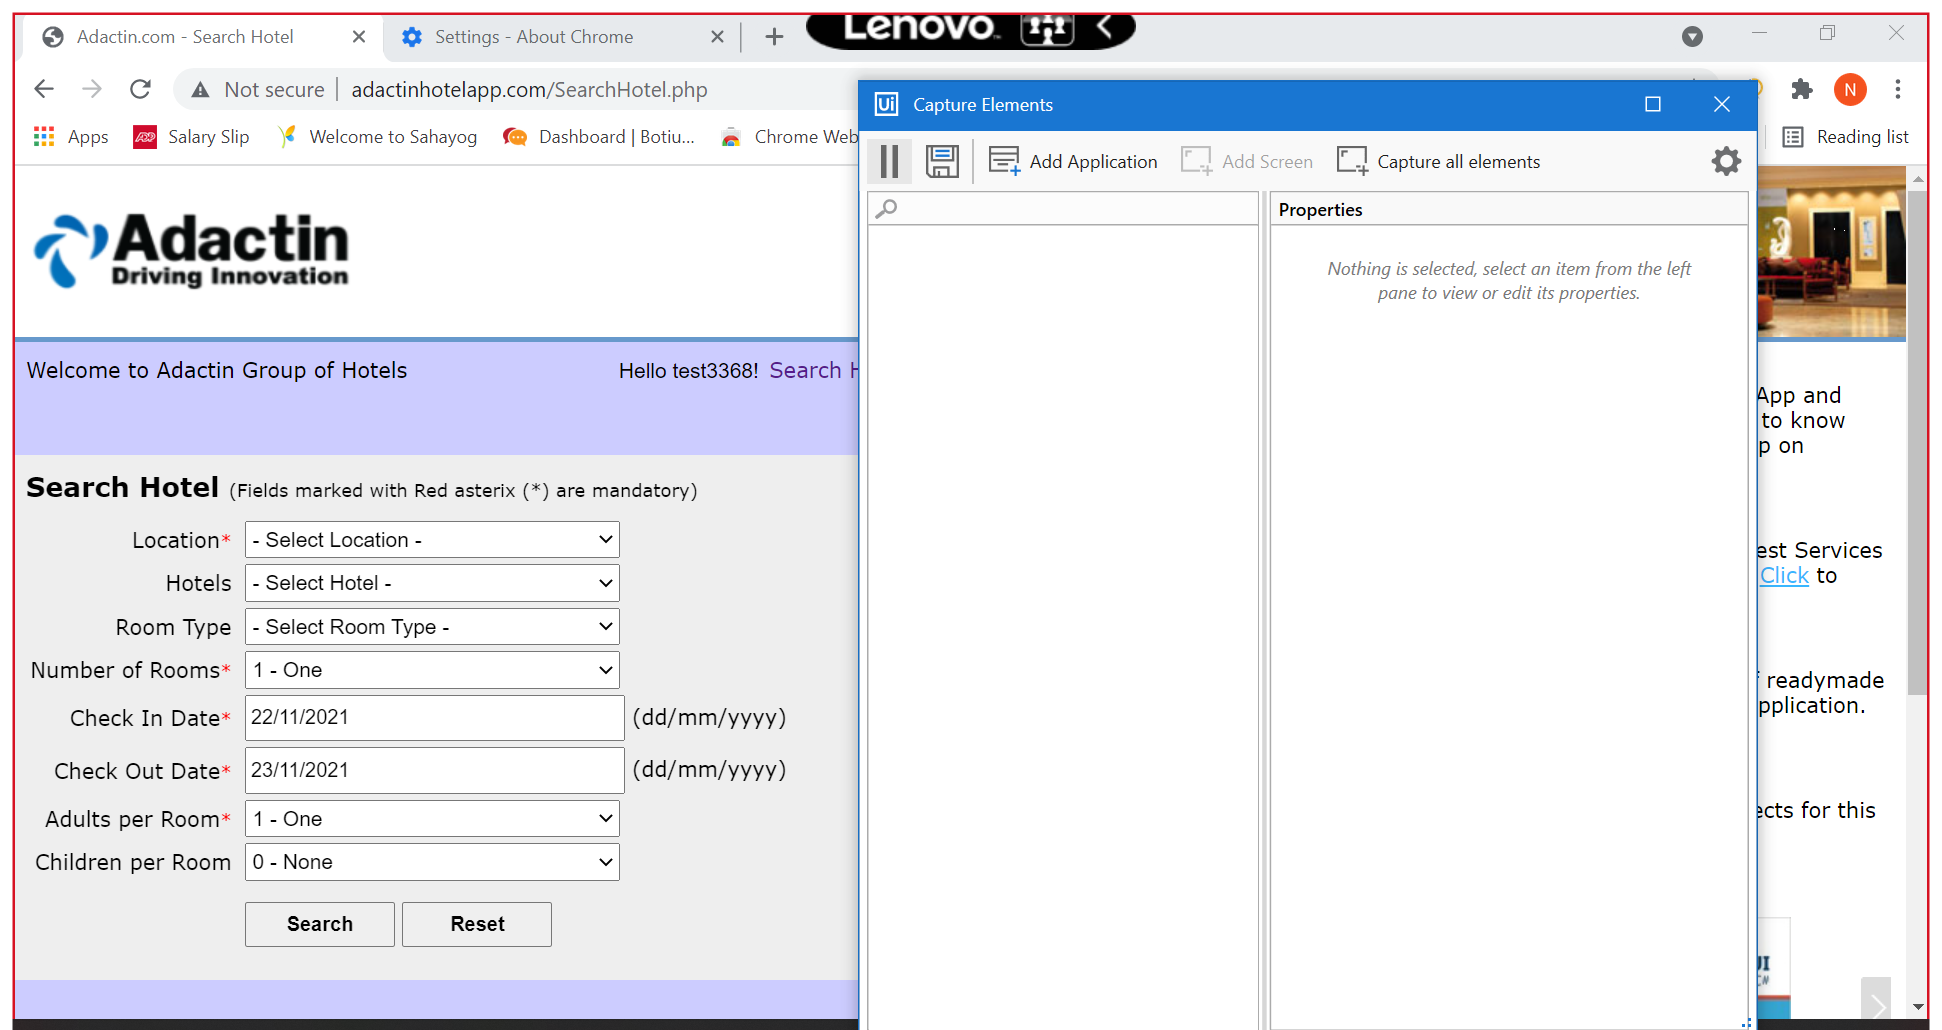 Adactin.com - Search Hotel
Settings - About Chrome
Lenovo
Not secure
adactinhotelapp.com/SearchHotel.php
N
Apps
Salary Slip
Welcome to Sahayog
Dashboard | Botiu...
Chrome Web
Reading list
Ui Capture Elements
Add Application
Add Screen
Capture all elements
Properties
Nothing is selected, select an item from the left
pane to view or edit its properties.
Adactin
Driving Innovation
Welcome to Adactin Group of Hotels
Hello test3368! Search H
Search Hotel (Fields marked with Red asterix (*) are mandatory)
Location* - Select Location -
Hotels - Select Hotel -
Room Type - Select Room Type -
Number of Rooms* 1 - One
Check In Date* 22/11/2021 (dd/mm/yyyy)
Check Out Date* 23/11/2021 (dd/mm/yyyy)
Adults per Room* 1 - One
Children per Room 0 - None
Search Reset
App and
to know
p on
est Services
Click to
readymade
pplication.
ects for this